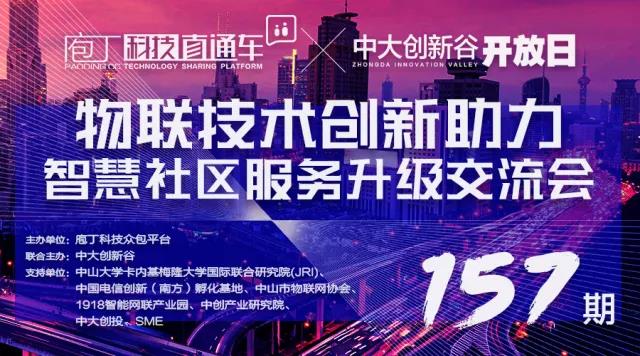 庖丁科技直通车 × 中大创新谷 开放日
TECHNOLOGY SHARING PLATFORM ZHONGDA INNOVATION VALLEY
物联技术创新助力
智慧社区服务升级交流会
主办单位：庖丁科技众包平台
联合主办：中大创新谷
支持单位：中山大学卡内基梅隆大学国际联合研究院(JRI)、
中国电信创新（南方）孵化基地、中山市物联网协会、
1918智能网联产业园、中创产业研究院、
中大创投、SME
157期